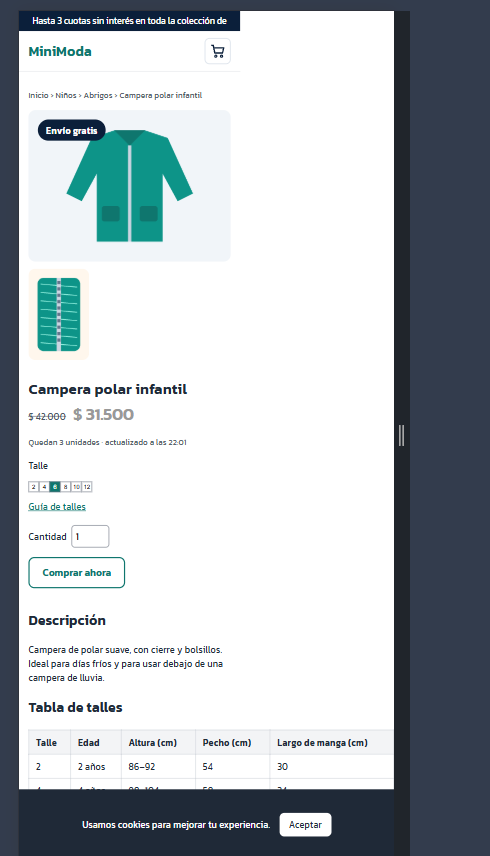 Hasta 3 cuotas sin interés en toda la colección de
MiniModa
Inicio › Niños › Abrigos › Campera polar infantil
Envío gratis
Campera polar infantil
$ 42.000 $ 31.500
Quedan 3 unidades · actualizado a las 22:01
Talle
2 4 6 8 10 12
Guía de talles
Cantidad 1
Comprar ahora
Descripción
Campera de polar suave, con cierre y bolsillos.
Ideal para días fríos y para usar debajo de una
campera de lluvia.
Tabla de talles
Talle Edad Altura (cm) Pecho (cm) Largo de manga (cm)
2 2 años 86–92 54 30
Usamos cookies para mejorar tu experiencia. Aceptar